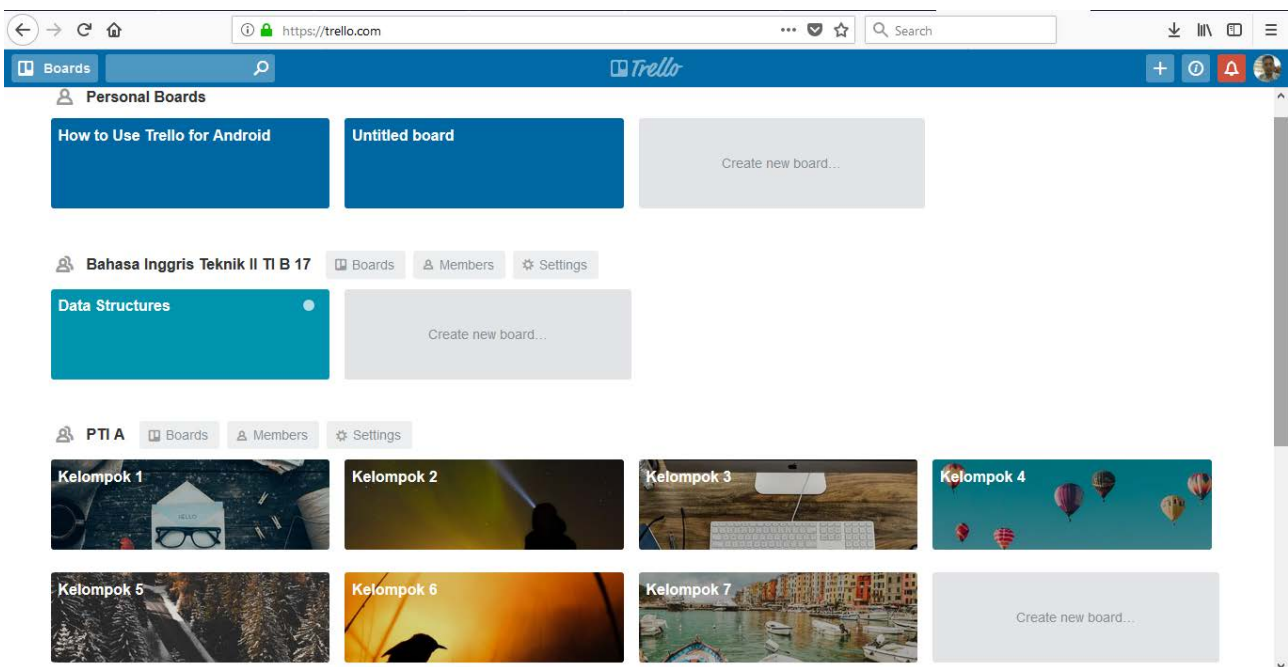 https://trello.com
Search
Boards
Trello
Personal Boards
How to Use Trello for Android
Untitled board
Create new board...
Bahasa Inggris Teknik II TI B 17
Boards
Members
Settings
Data Structures
Create new board...
PTI A
Boards
Members
Settings
Kelompok 1
Kelompok 2
Kelompok 3
Kelompok 4
HELLO
Kelompok 5
Kelompok 6
Kelompok 7
Create new board...